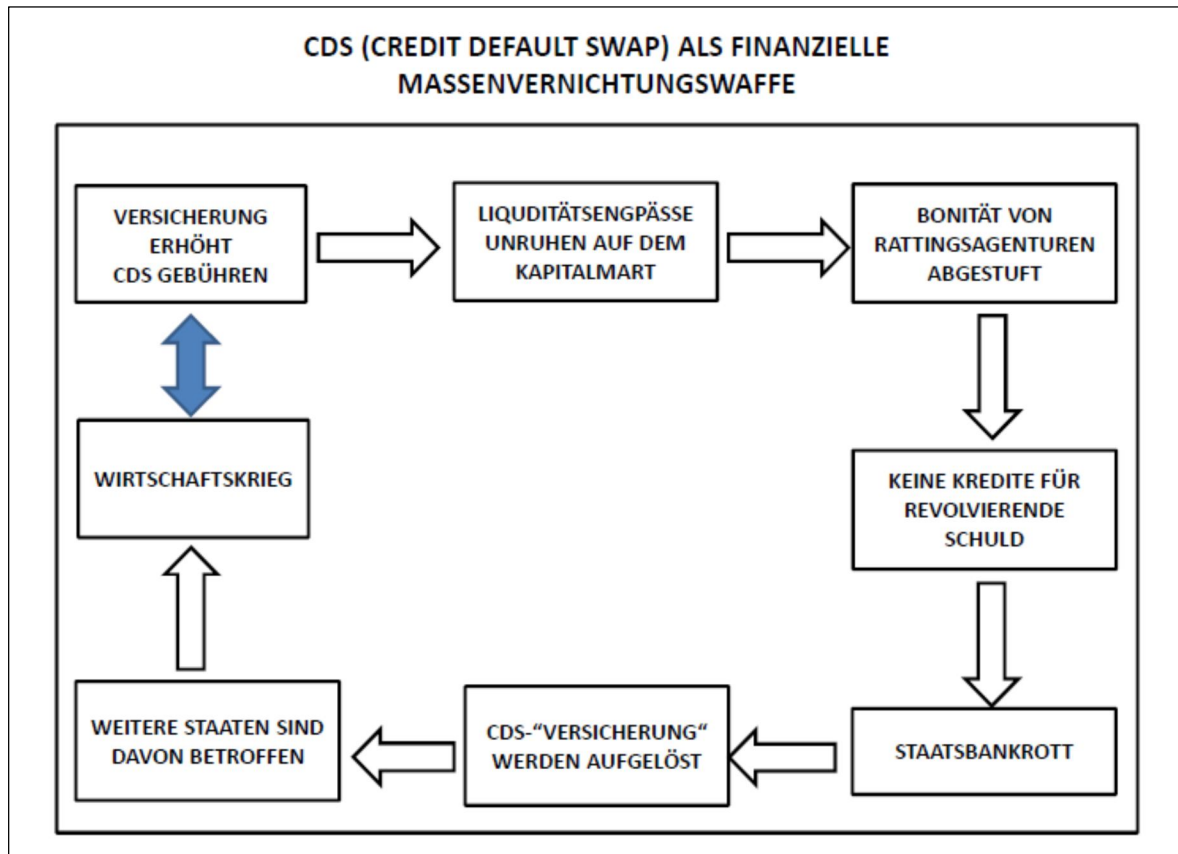 CDS (CREDIT DEFAULT SWAP) ALS FINANZIELLE
MASSENVERNICHTUNGSWAFFE
VERSICHERUNG
ERHÖHT
CDS GEBÜHREN
LIQUDITÄTSENGPÄSSE
UNRUHEN AUF DEM
KAPITALMART
BONITÄT VON
RATTINGSAGENTUREN
ABGESTUFT
KEINE KREDITE FÜR
REVOLVIERENDE
SCHULD
STAATSBANKROTT
CDS-“VERSICHERUNG“
WERDEN AUFGELÖST
WEITERE STAATEN SIND
DAVON BETROFFEN
WIRTSCHAFTSKRIEG